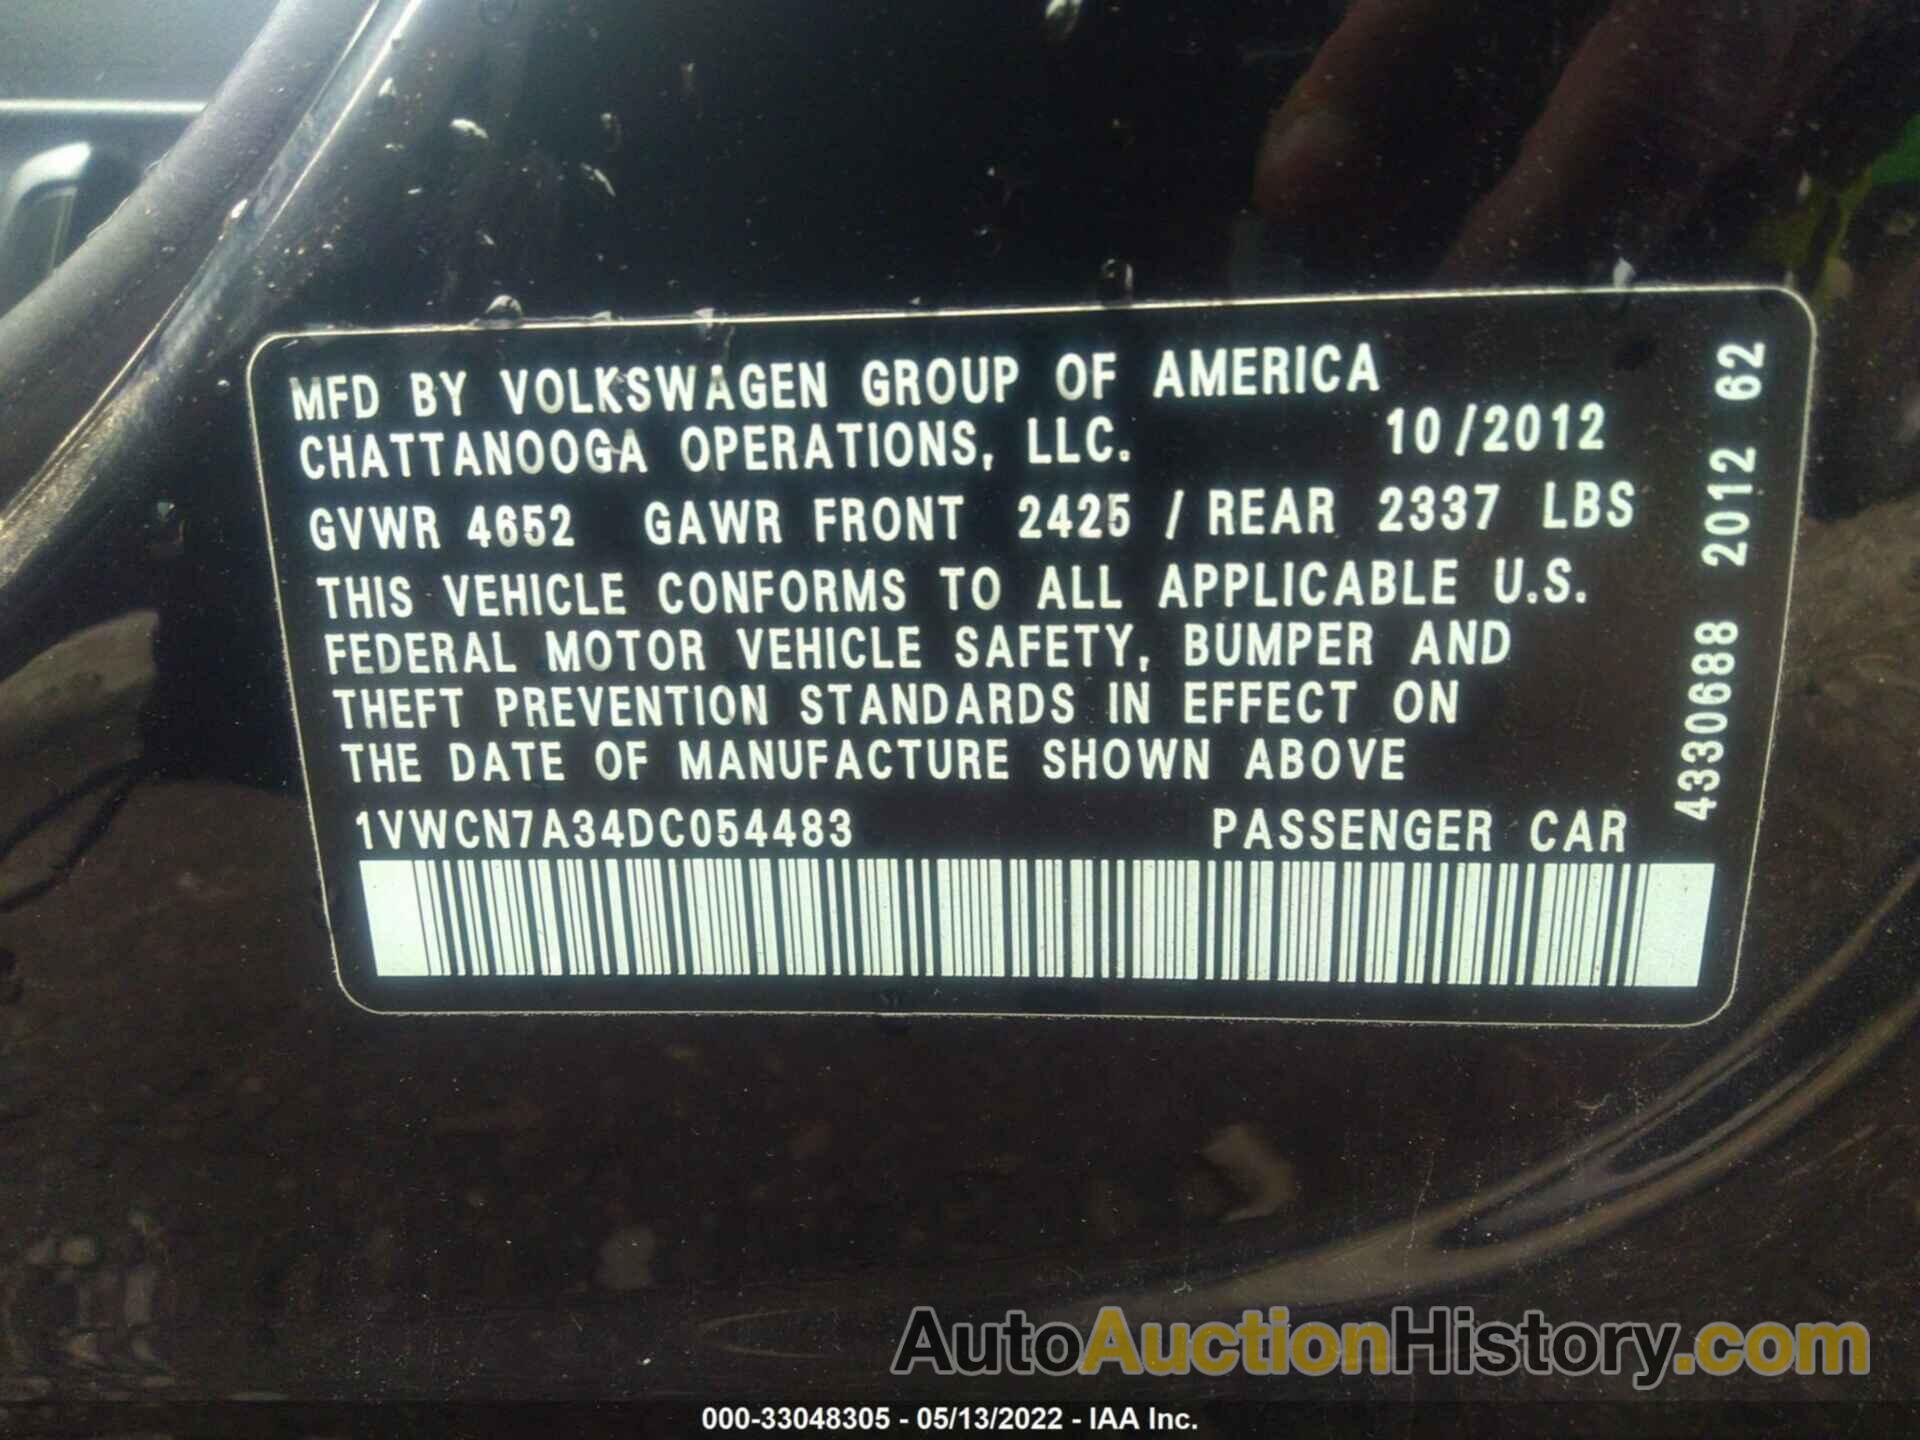 MFD BY VOLKSWAGEN GROUP OF AMERICA
CHATTANOOGA OPERATIONS, LLC. 10/2012
GVWR 4652 GAWR FRONT 2425 / REAR 2337 LBS
THIS VEHICLE CONFORMS TO ALL APPLICABLE U.S.
FEDERAL MOTOR VEHICLE SAFETY, BUMPER AND
THEFT PREVENTION STANDARDS IN EFFECT ON
THE DATE OF MANUFACTURE SHOWN ABOVE
1VWCN7A34DC054483 PASSENGER CAR
4330688 2012 62
AutoAuctionHistory.com
000-33048305 - 05/13/2022 - IAA Inc.